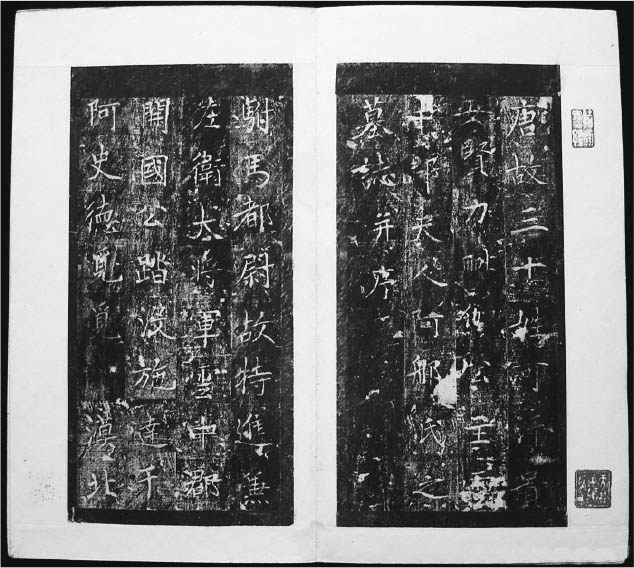 唐故三十姓可汗貴
女賢力毗伽公主
中郡夫人阿那氏之
墓誌并序
駙馬都尉故特進兼
左衛大將軍雲中郡
開國公踏沒施達干
阿史德覓覓 漠北